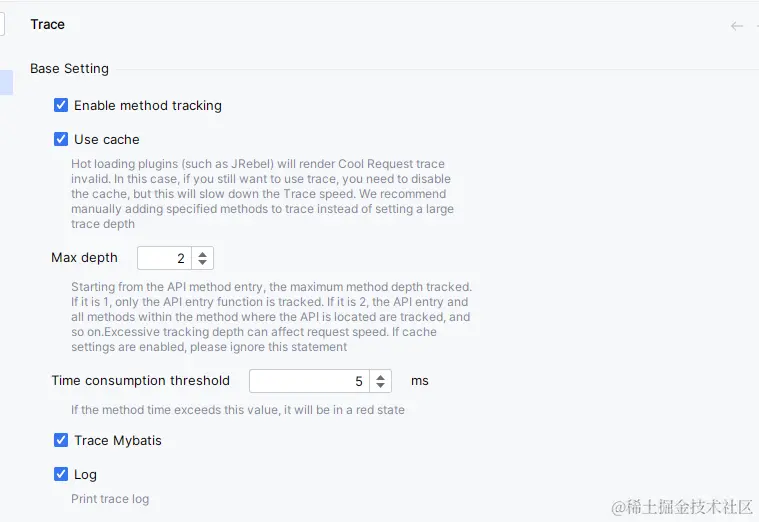 Trace
Base Setting
Enable method tracking
Use cache
Hot loading plugins (such as JRebel) will render Cool Request trace
invalid. In this case, if you still want to use trace, you need to disable
the cache, but this will slow down the Trace speed. We recommend
manually adding specified methods to trace instead of setting a large
trace depth
Max depth 2
Starting from the API method entry, the maximum method depth tracked.
If it is 1, only the API entry function is tracked. If it is 2, the API entry and
all methods within the method where the API is located are tracked, and
so on.Excessive tracking depth can affect request speed. If cache
settings are enabled, please ignore this statement
Time consumption threshold 5 ms
If the method time exceeds this value, it will be in a red state
Trace Mybatis
Log
Print trace log
@稀土掘金技术社区